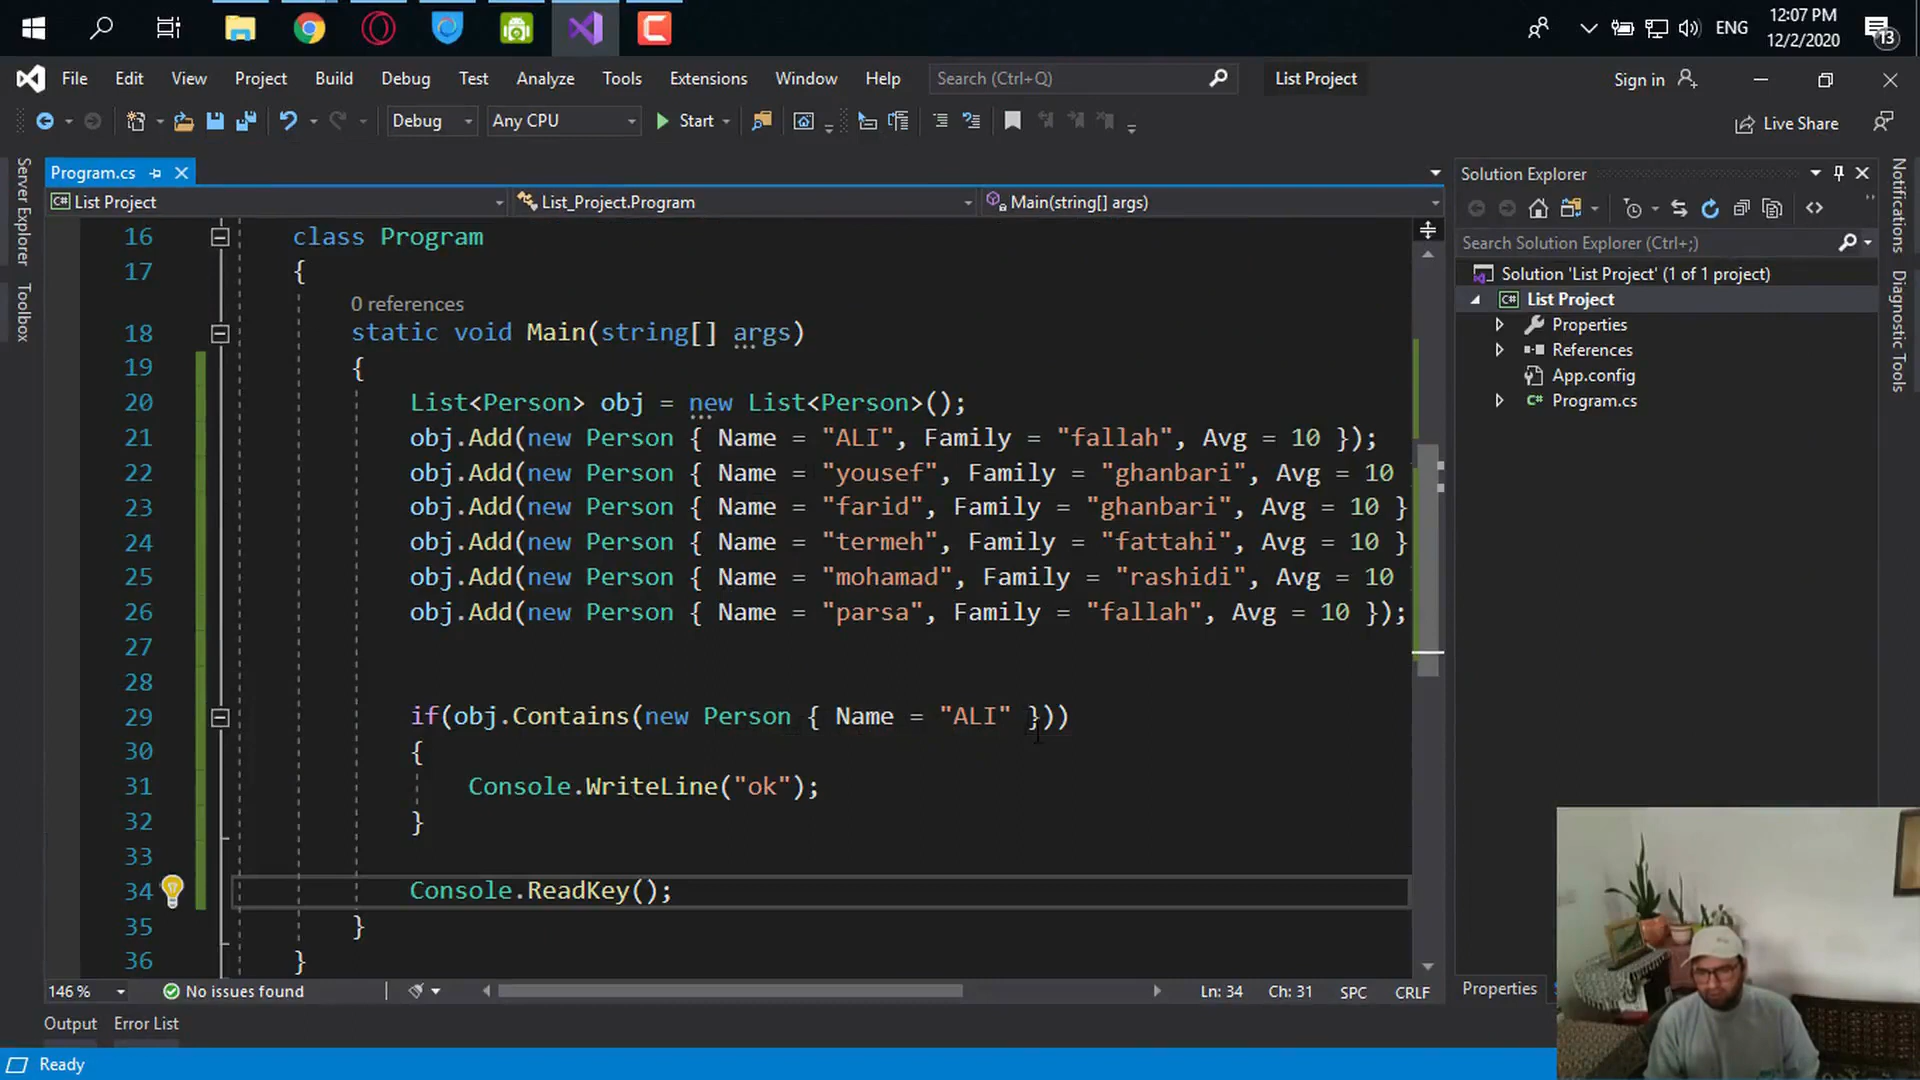 12:07 PM
ENG
12/2/2020
13
File Edit View Project Build Debug Test Analyze Tools Extensions Window Help Search (Ctrl+Q) List Project Sign in
Debug Any CPU Start Live Share
Server Explorer
Toolbox
Program.cs
List Project List_Project.Program Main(string[] args)
16 class Program
17 {
0 references
18 static void Main(string[] args)
19 {
20 List<Person> obj = new List<Person>();
21 obj.Add(new Person { Name = "ALI", Family = "fallah", Avg = 10 });
22 obj.Add(new Person { Name = "yousef", Family = "ghanbari", Avg = 10
23 obj.Add(new Person { Name = "farid", Family = "ghanbari", Avg = 10 }
24 obj.Add(new Person { Name = "termeh", Family = "fattahi", Avg = 10 }
25 obj.Add(new Person { Name = "mohamad", Family = "rashidi", Avg = 10
26 obj.Add(new Person { Name = "parsa", Family = "fallah", Avg = 10 });
27
28
29 if(obj.Contains(new Person { Name = "ALI" }))
30 {
31 Console.WriteLine("ok");
32 }
33
34 Console.ReadKey();
35 }
36 }
146 % No issues found Ln: 34 Ch: 31 SPC CRLF
Output Error List
Ready
Solution Explorer
Search Solution Explorer (Ctrl+;)
Solution 'List Project' (1 of 1 project)
C# List Project
Properties
References
App.config
C# Program.cs
Properties
Notifications
Diagnostic Tools